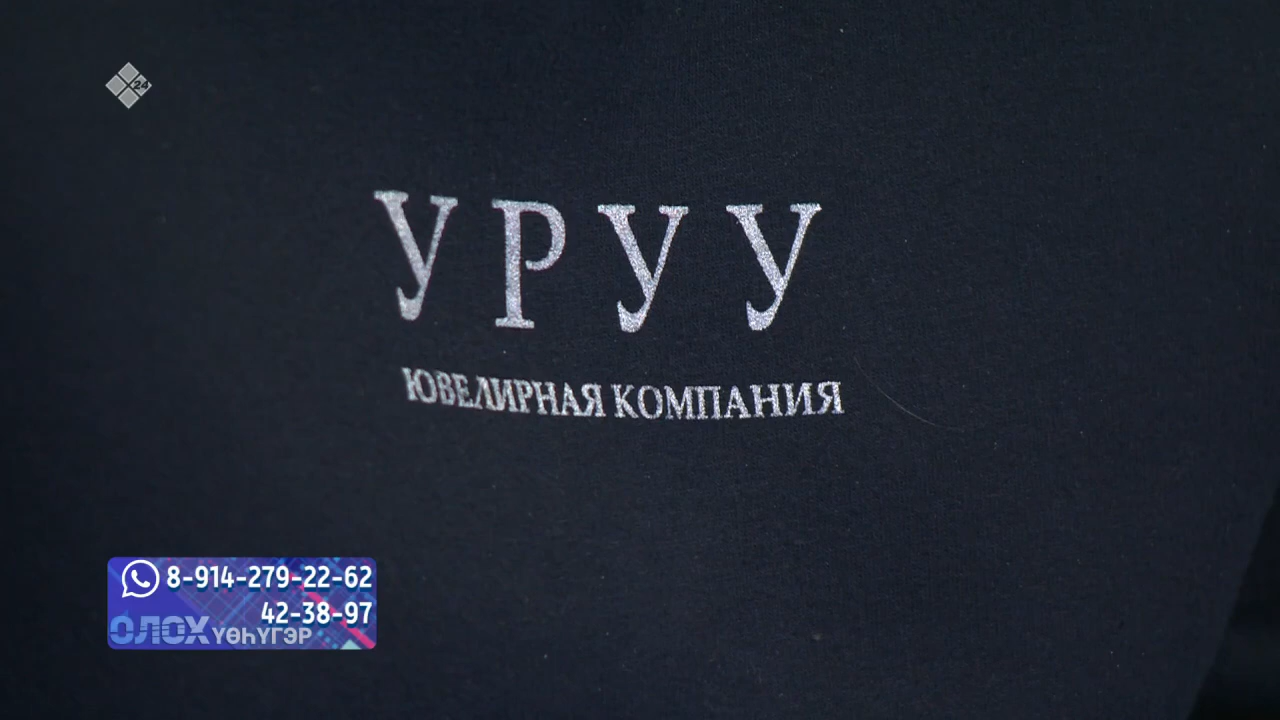 24
УРУУ
ЮВЕЛИРНАЯ КОМПАНИЯ
8-914-279-22-62
42-38-97
ОЛОХ ҮӨҺҮГЭР